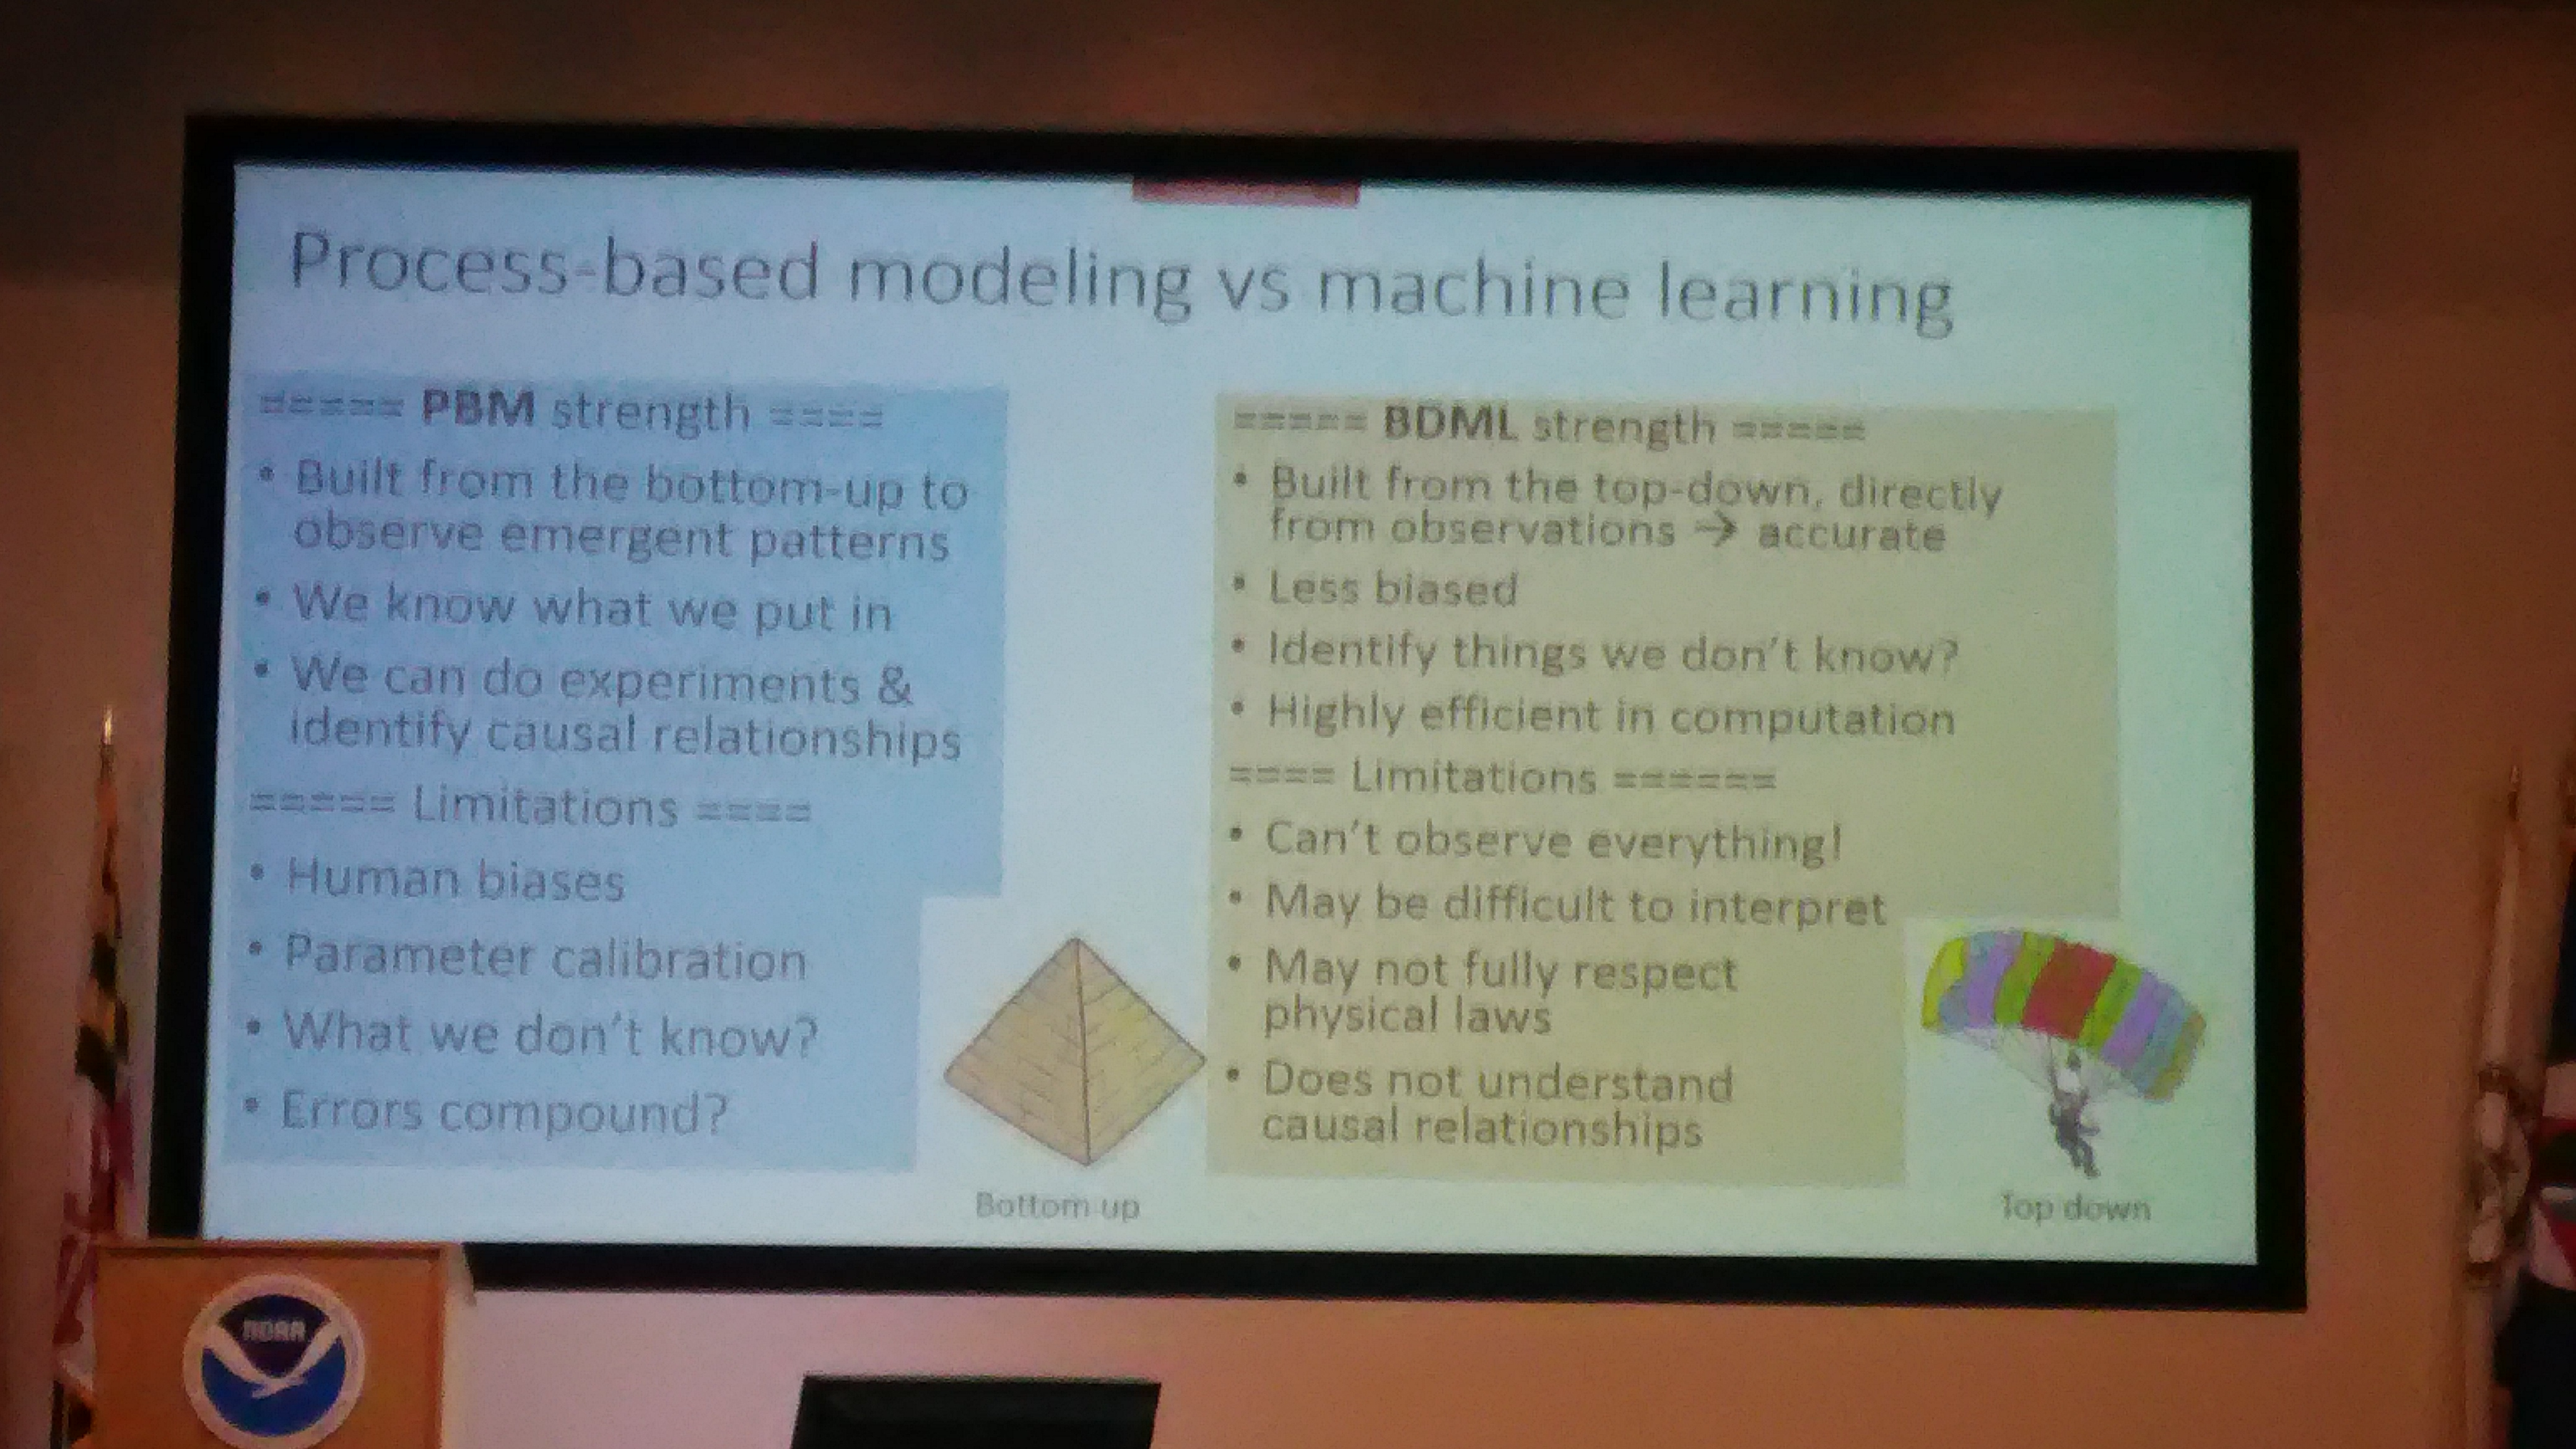 Process-based modeling vs machine learning
===== PBM strength ====
• Built from the bottom-up to
observe emergent patterns
• We know what we put in
• We can do experiments &
identify causal relationships
===== Limitations ====
• Human biases
• Parameter calibration
• What we don't know?
• Errors compound?
Bottom up
===== BDML strength =====
• Built from the top-down, directly
from observations → accurate
• Less biased
• Identify things we don't know?
• Highly efficient in computation
==== Limitations ======
• Can't observe everything!
• May be difficult to interpret
• May not fully respect
physical laws
• Does not understand
causal relationships
Top down
NOAA